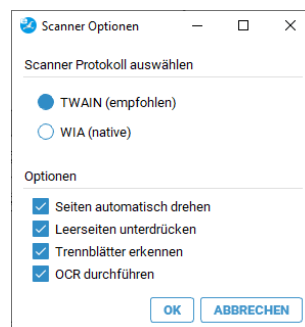 Scanner Optionen
Scanner Protokoll auswählen
TWAIN (empfohlen)
WIA (native)
Optionen
Seiten automatisch drehen
Leerseiten unterdrücken
Trennblätter erkennen
OCR durchführen
OK ABBRECHEN